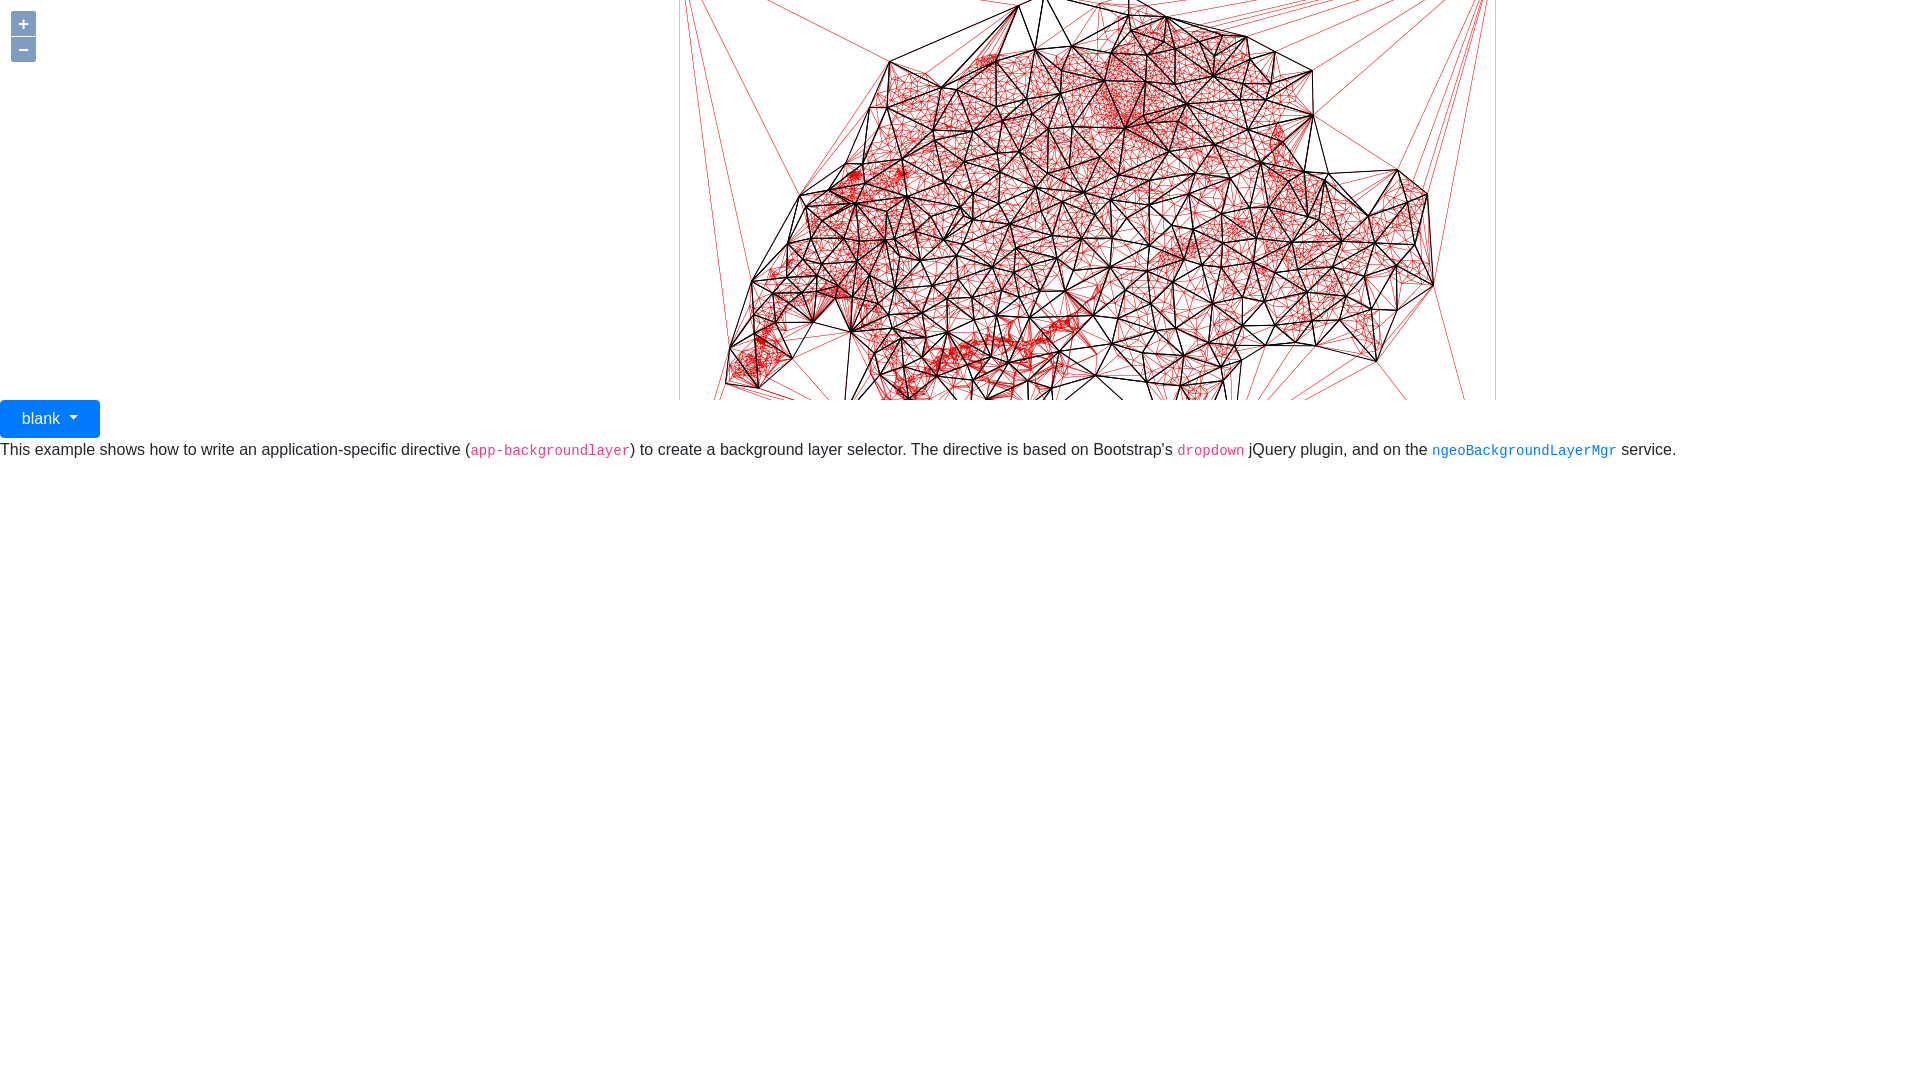 +
−
blank
This example shows how to write an application-specific directive (app-backgroundlayer) to create a background layer selector. The directive is based on Bootstrap's dropdown jQuery plugin, and on the ngeoBackgroundLayerMgr service.